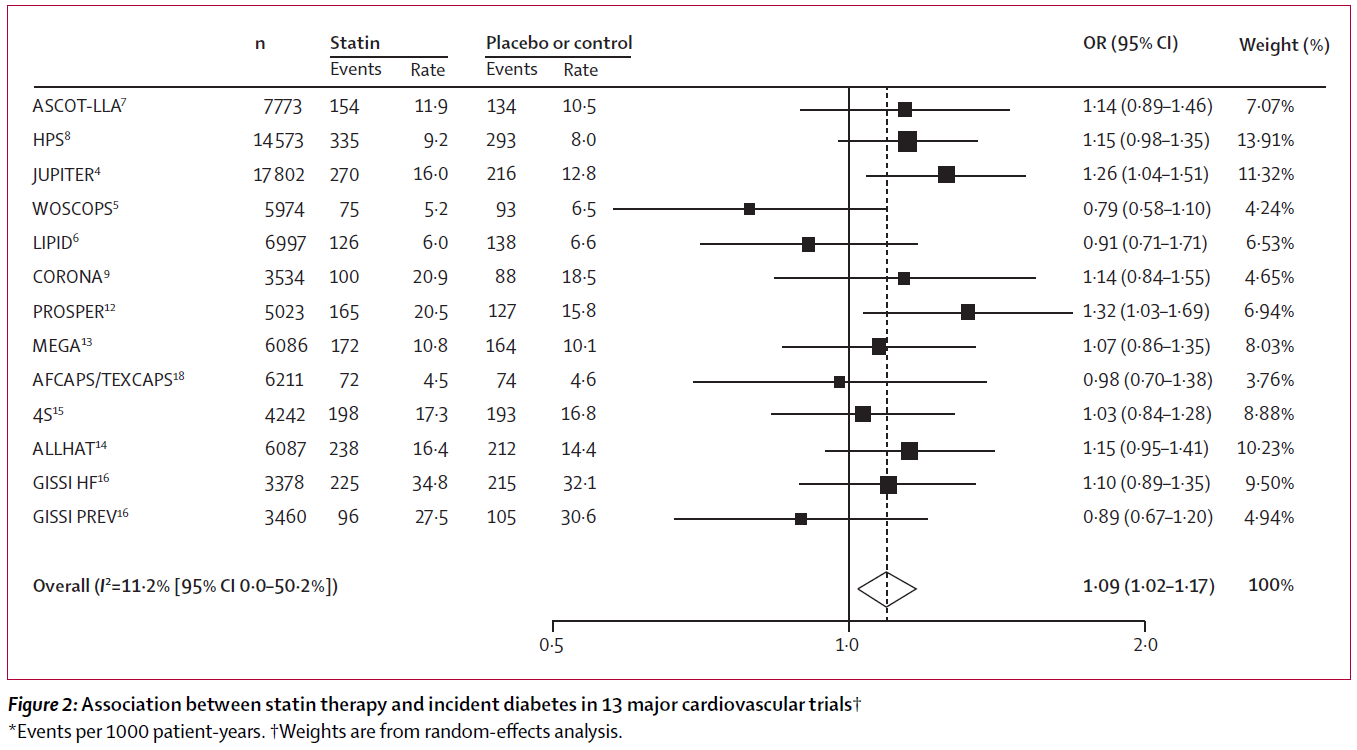 n Statin Placebo or control OR (95% CI) Weight (%)
Events Rate Events Rate
ASCOT-LLA⁷ 7773 154 11·9 134 10·5 1·14 (0·89–1·46) 7·07%
HPS⁸ 14573 335 9·2 293 8·0 1·15 (0·98–1·35) 13·91%
JUPITER⁴ 17802 270 16·0 216 12·8 1·26 (1·04–1·51) 11·32%
WOSCOPS⁵ 5974 75 5·2 93 6·5 0·79 (0·58–1·10) 4·24%
LIPID⁶ 6997 126 6·0 138 6·6 0·91 (0·71–1·71) 6·53%
CORONA⁹ 3534 100 20·9 88 18·5 1·14 (0·84–1·55) 4·65%
PROSPER¹² 5023 165 20·5 127 15·8 1·32 (1·03–1·69) 6·94%
MEGA¹³ 6086 172 10·8 164 10·1 1·07 (0·86–1·35) 8·03%
AFCAPS/TEXCAPS¹⁸ 6211 72 4·5 74 4·6 0·98 (0·70–1·38) 3·76%
4S¹⁵ 4242 198 17·3 193 16·8 1·03 (0·84–1·28) 8·88%
ALLHAT¹⁴ 6087 238 16·4 212 14·4 1·15 (0·95–1·41) 10·23%
GISSI HF¹⁶ 3378 225 34·8 215 32·1 1·10 (0·89–1·35) 9·50%
GISSI PREV¹⁶ 3460 96 27·5 105 30·6 0·89 (0·67–1·20) 4·94%
Overall (I²=11·2% [95% CI 0·0–50·2%]) 1·09 (1·02–1·17) 100%
0·5 1·0 2·0
Figure 2: Association between statin therapy and incident diabetes in 13 major cardiovascular trials†
*Events per 1000 patient-years. †Weights are from random-effects analysis.